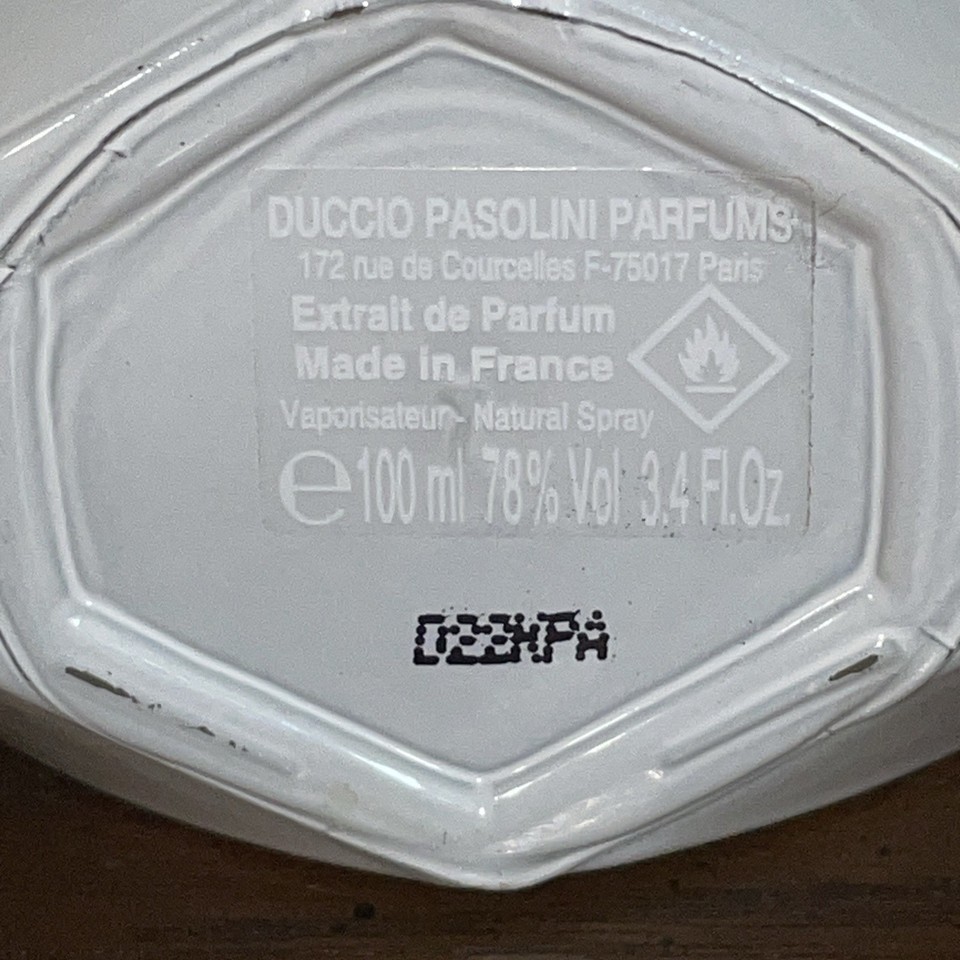 DUCCIO PASOLINI PARFUMS
172 rue de Courcelles F-75017 Paris
Extrait de Parfum
Made In France
Vaporisateur - Natural Spray
℮ 100 ml 78% Vol 3.4 Fl.Oz.